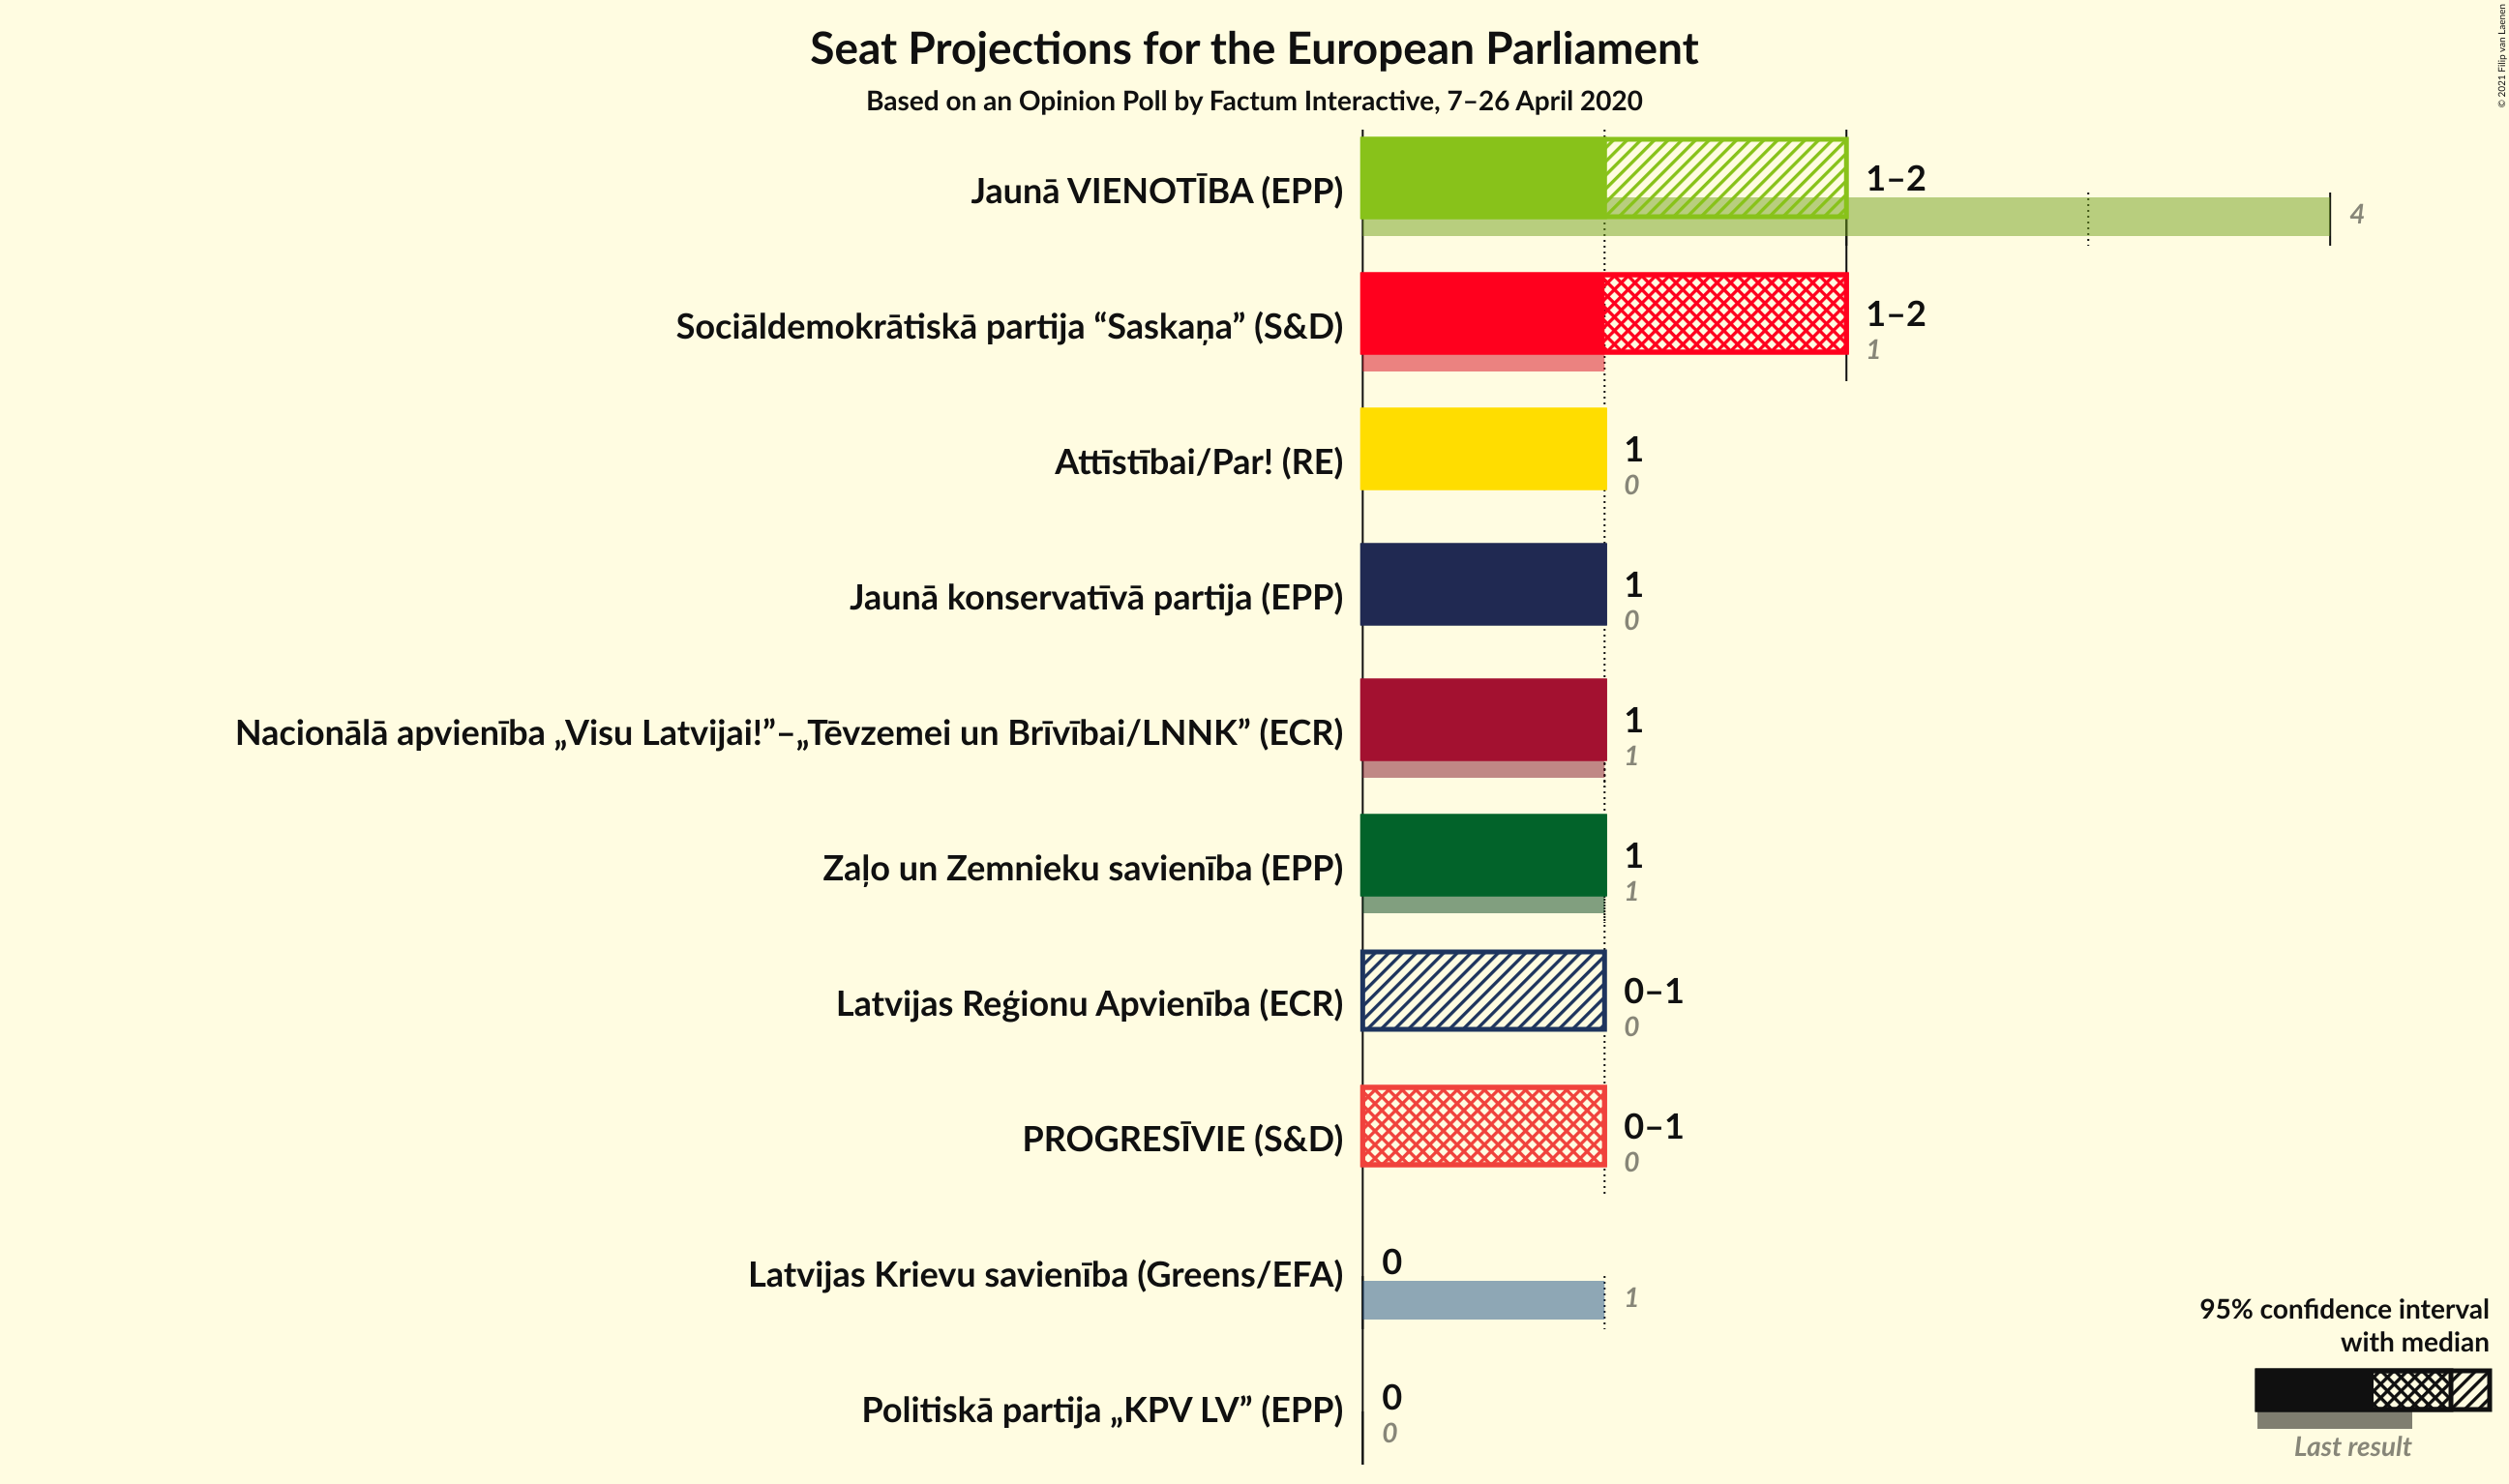 Seat Projections for the European Parliament
Based on an Opinion Poll by Factum Interactive, 7–26 April 2020
© 2021 Filip van Laenen
Jaunā VIENOTĪBA (EPP)
1–2
4
Sociāldemokrātiskā partija “Saskaņa” (S&D)
1–2
1
Attīstībai/Par! (RE)
1
0
Jaunā konservatīvā partija (EPP)
1
0
Nacionālā apvienība „Visu Latvijai!”–„Tēvzemei un Brīvībai/LNNK” (ECR)
1
1
Zaļo un Zemnieku savienība (EPP)
1
1
Latvijas Reģionu Apvienība (ECR)
0–1
0
PROGRESĪVIE (S&D)
0–1
0
Latvijas Krievu savienība (Greens/EFA)
0
1
Politiskā partija „KPV LV” (EPP)
0
0
95% confidence interval
with median
Last result